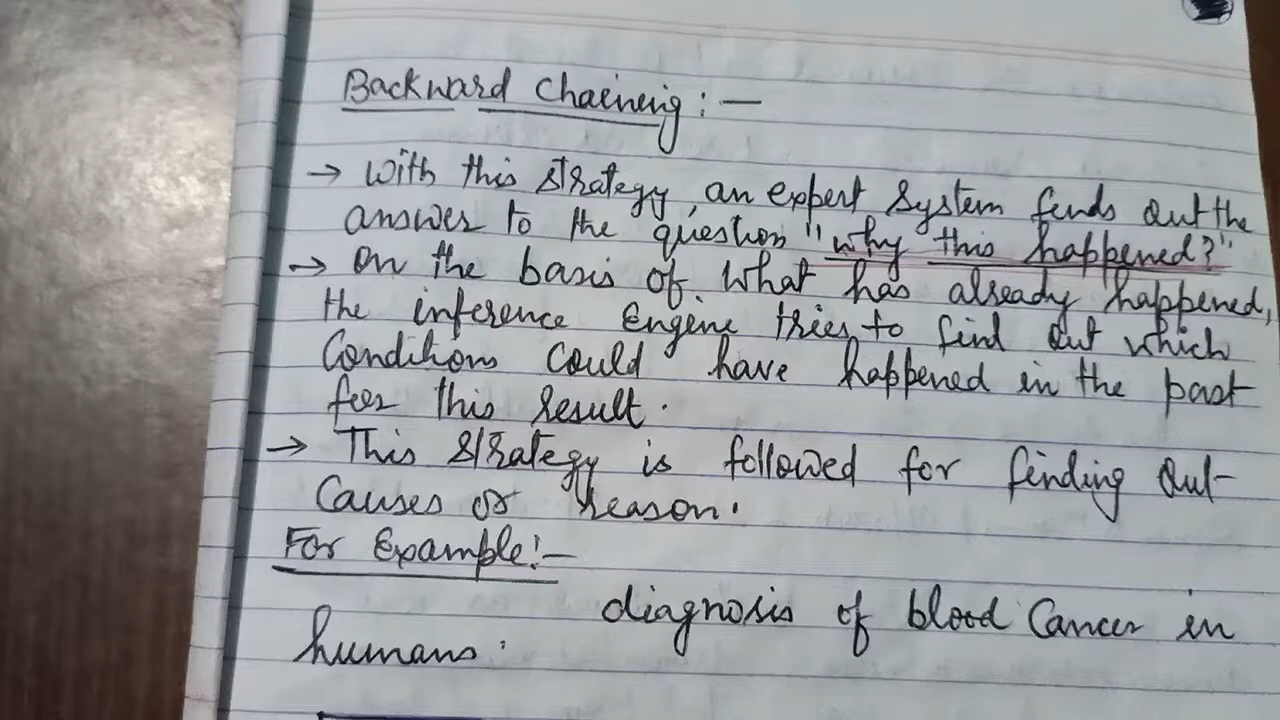 Backward Chaining:-
→ With this strategy, an expert system finds out the
answer to the question "why this happened?"
→ On the basis of what has already happened,
the inference Engine tries to find out which
Conditions could have happened in the past
for this result.
→ This strategy is followed for finding out
Causes or reason.
For Example:-
diagnosis of blood Cancer in
humans.